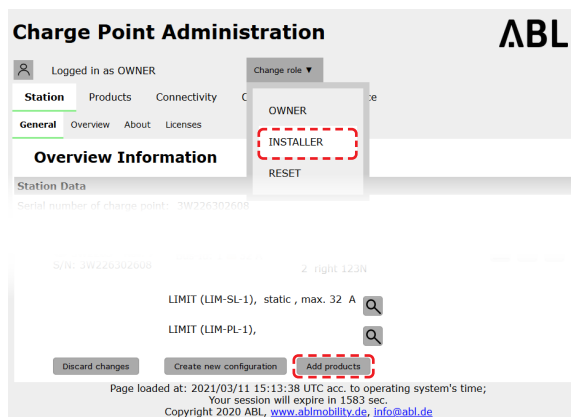 Charge Point Administration
ABL
Logged in as OWNER
Change role ▼
Station Products Connectivity
General Overview About Licenses
OWNER
INSTALLER
RESET
Overview Information
Station Data
Serial number of charge point: 3W226302608
S/N: 3W226302608
2 right 123N
LIMIT (LIM-SL-1), static , max. 32 A
LIMIT (LIM-PL-1),
Discard changes Create new configuration Add products
Page loaded at: 2021/03/11 15:13:38 UTC acc. to operating system's time;
Your session will expire in 1583 sec.
Copyright 2020 ABL, www.ablmobility.de, info@abl.de